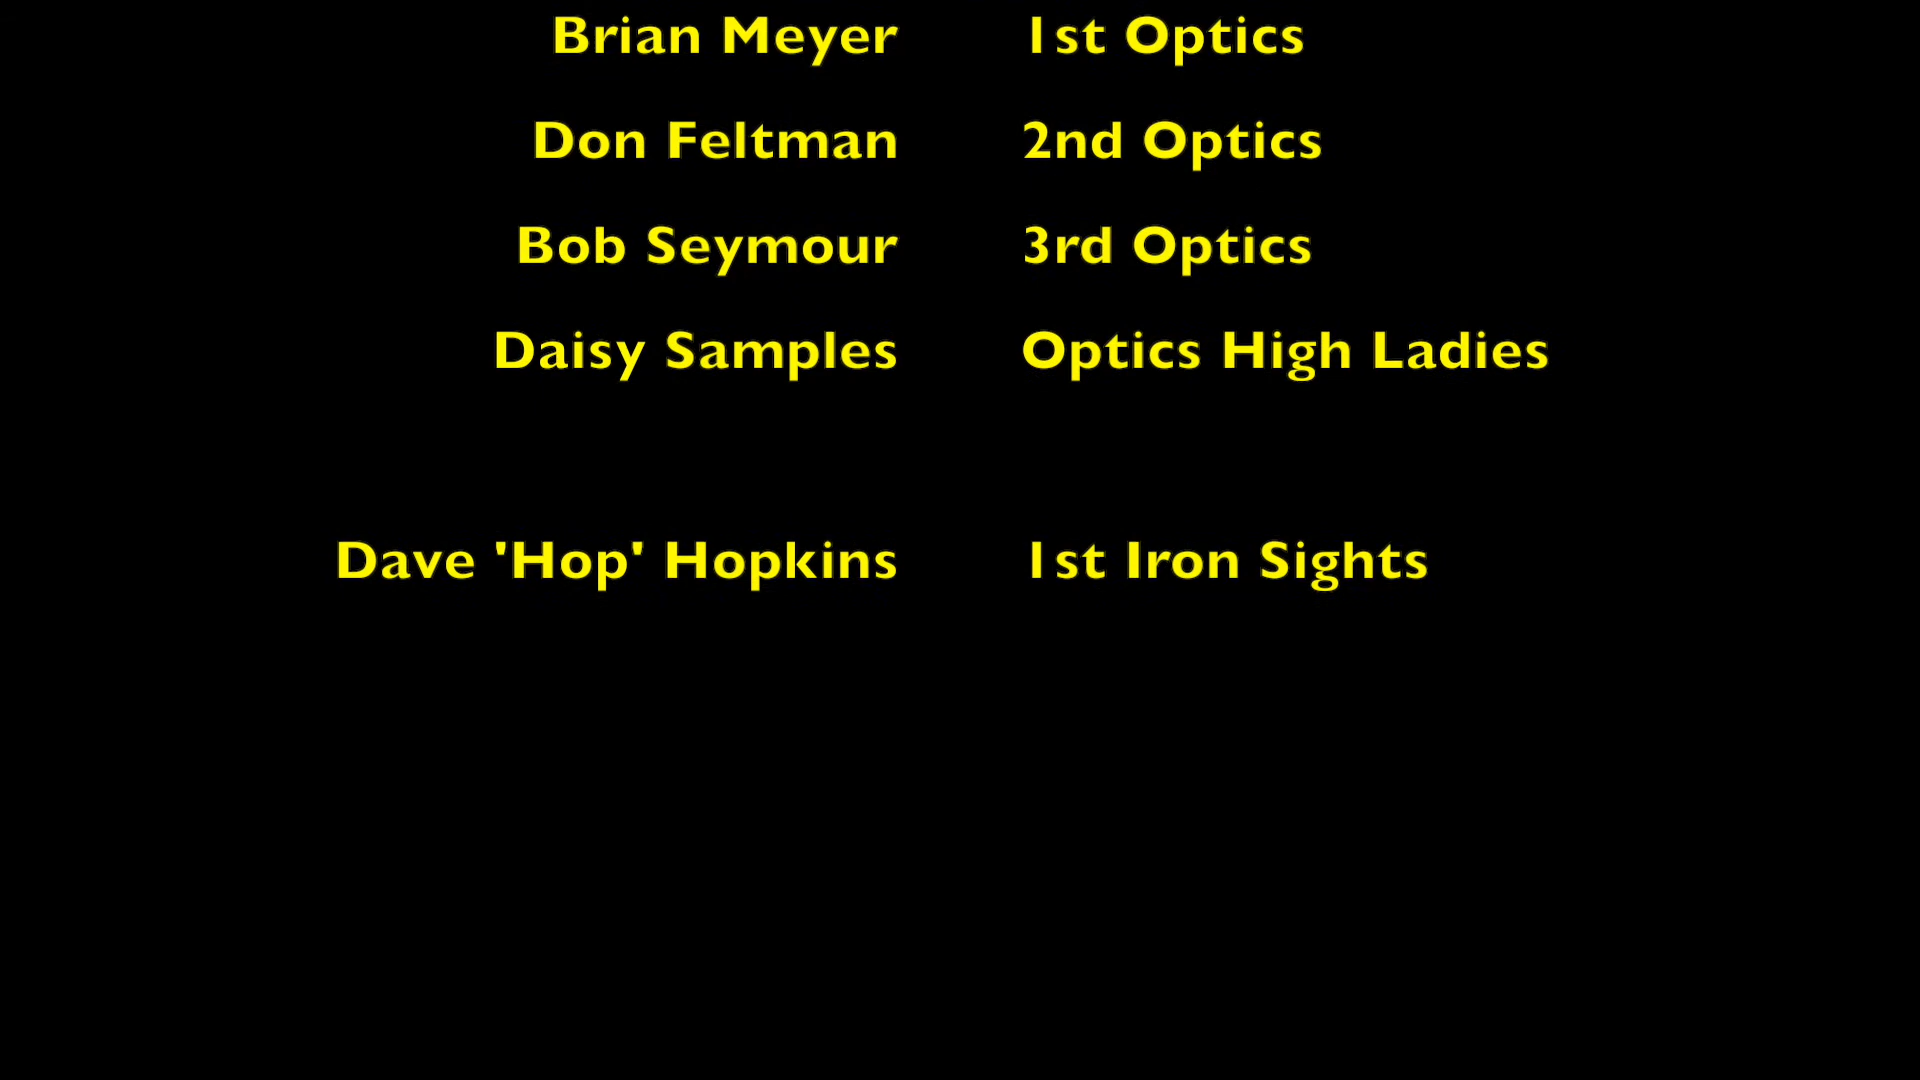 Brian Meyer 1st Optics
Don Feltman 2nd Optics
Bob Seymour 3rd Optics
Daisy Samples Optics High Ladies
Dave 'Hop' Hopkins 1st Iron Sights